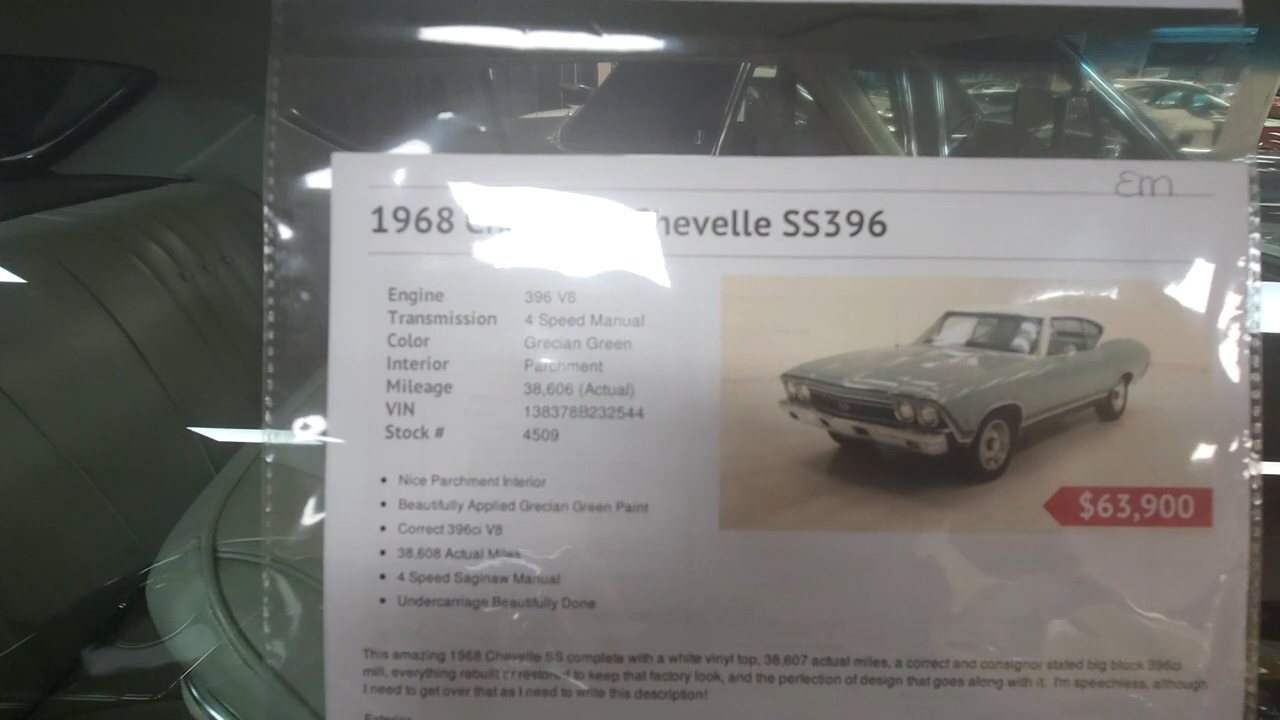 Em
1968 Chevelle SS396
Engine 396 V8
Transmission 4 Speed Manual
Color Grecian Green
Interior Parchment
Mileage 38,606 (Actual)
VIN 138378B232544
Stock # 4509
$63,900
• Nice Parchment Interior
• Beautifully Applied Grecian Green Paint
• Correct 396ci V8
• 38,608 Actual Miles
• 4 Speed Saginaw Manual
• Undercarriage Beautifully Done
This amazing 1968 Chevelle SS complete with a white vinyl top, 38,607 actual miles, a correct and consignor stated big block 396ci
mill, everything rebuilt or restored to keep that factory look, and the perfection of design that goes along with it. I'm speechless, although
I need to get over that as I need to write this description!
Exterior